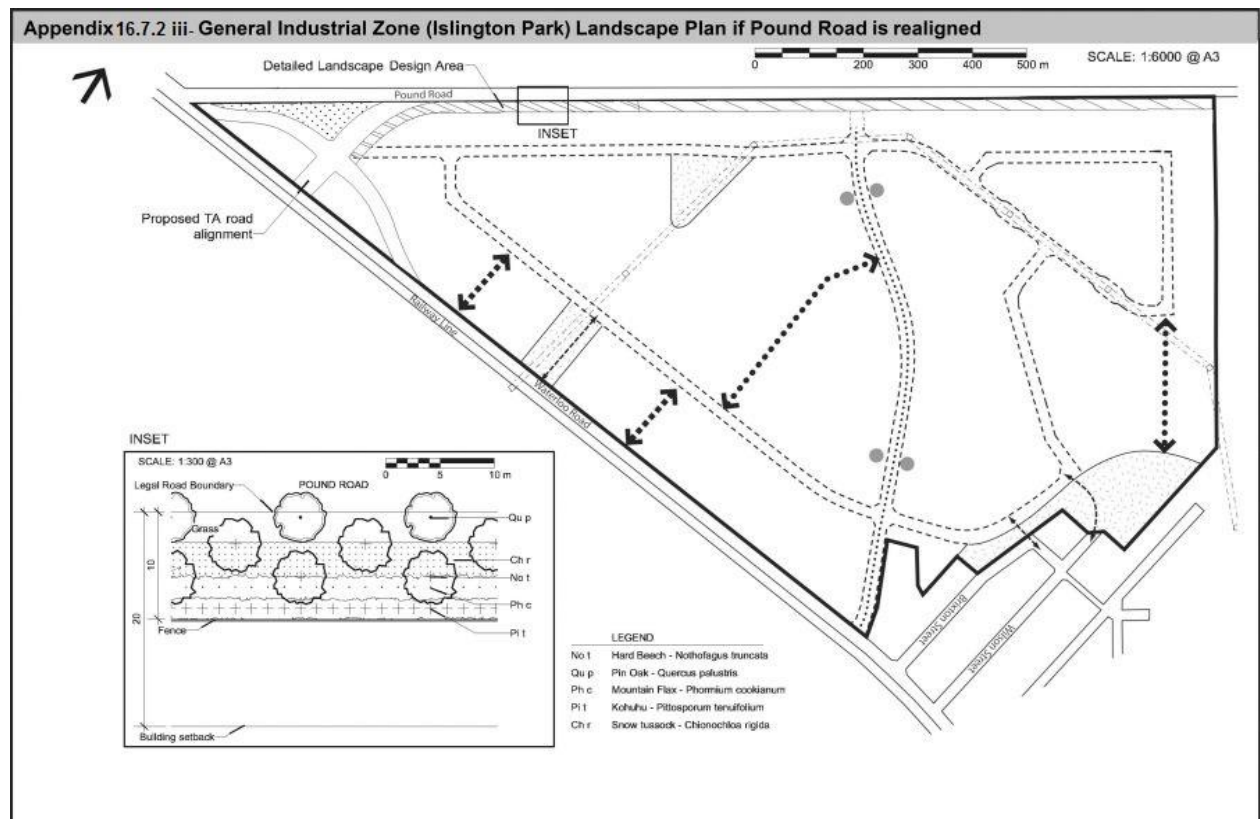 Appendix 16.7.2 iii- General Industrial Zone (Islington Park) Landscape Plan if Pound Road is realigned
Detailed Landscape Design Area
0 200 300 400 500 m
SCALE: 1:6000 @ A3
Pound Road
INSET
Proposed TA road
alignment
Railway Line
Waterloo Road
Brixton Street
Wilson Street
INSET
SCALE: 1:300 @ A3
0 5 10 m
Legal Road Boundary
POUND ROAD
Grass
Qu p
Ch r
No t
Ph c
Pi t
10
20
Fence
Building setback
LEGEND
No t Hard Beech - Nothofagus truncata
Qu p Pin Oak - Quercus palustris
Ph c Mountain Flax - Phormium cookianum
Pi t Kohuhu - Pittosporum tenuifolium
Ch r Snow tussock - Chionochloa rigida